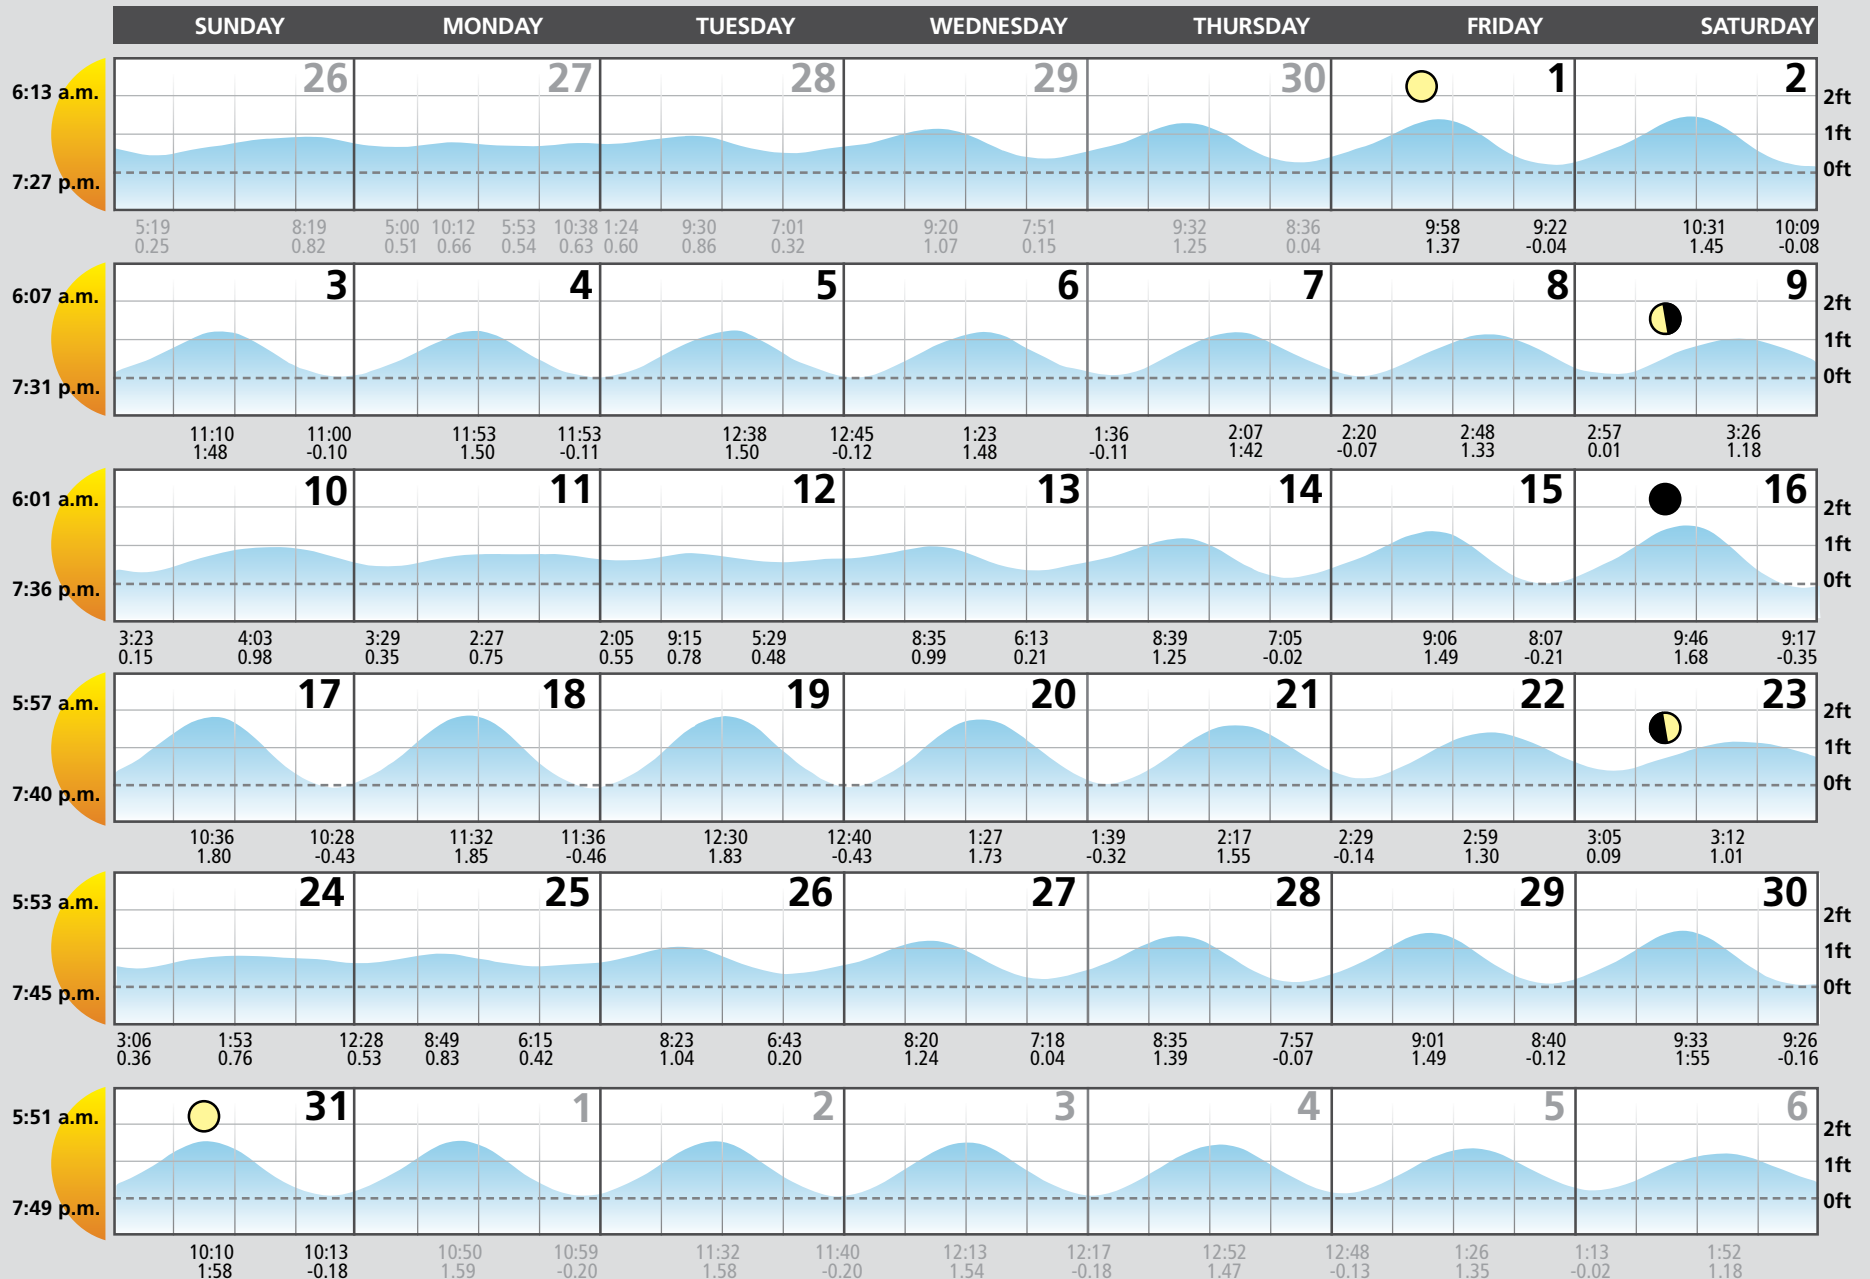 SUNDAY MONDAY TUESDAY WEDNESDAY THURSDAY FRIDAY SATURDAY
6:13 a.m. 26 27 28 29 30 1 2 2ft
1ft
7:27 p.m. 0ft
5:19 8:19 5:00 10:12 5:53 10:38 1:24 9:30 7:01 9:20 7:51 9:32 8:36 9:58 9:22 10:31 10:09
0.25 0.82 0.51 0.66 0.54 0.63 0.60 0.86 0.32 1.07 0.15 1.25 0.04 1.37 -0.04 1.45 -0.08
6:07 a.m. 3 4 5 6 7 8 9 2ft
1ft
7:31 p.m. 0ft
11:10 11:00 11:53 11:53 12:38 12:45 1:23 1:36 2:07 2:20 2:48 2:57 3:26
1:48 -0.10 1.50 -0.11 1.50 -0.12 1.48 -0.11 1:42 -0.07 1.33 0.01 1.18
6:01 a.m. 10 11 12 13 14 15 16 2ft
1ft
7:36 p.m. 0ft
3:23 4:03 3:29 2:27 2:05 9:15 5:29 8:35 6:13 8:39 7:05 9:06 8:07 9:46 9:17
0.15 0.98 0.35 0.75 0.55 0.78 0.48 0.99 0.21 1.25 -0.02 1.49 -0.21 1.68 -0.35
5:57 a.m. 17 18 19 20 21 22 23 2ft
1ft
7:40 p.m. 0ft
10:36 10:28 11:32 11:36 12:30 12:40 1:27 1:39 2:17 2:29 2:59 3:05 3:12
1.80 -0.43 1.85 -0.46 1.83 -0.43 1.73 -0.32 1.55 -0.14 1.30 0.09 1.01
5:53 a.m. 24 25 26 27 28 29 30 2ft
1ft
7:45 p.m. 0ft
3:06 1:53 12:28 8:49 6:15 8:23 6:43 8:20 7:18 8:35 7:57 9:01 8:40 9:33 9:26
0.36 0.76 0.53 0.83 0.42 1.04 0.20 1.24 0.04 1.39 -0.07 1.49 -0.12 1:55 -0.16
5:51 a.m. 31 1 2 3 4 5 6 2ft
1ft
7:49 p.m. 0ft
10:10 10:13 10:50 10:59 11:32 11:40 12:13 12:17 12:52 12:48 1:26 1:13 1:52
1:58 -0.18 1.59 -0.20 1.58 -0.20 1.54 -0.18 1.47 -0.13 1.35 -0.02 1.18